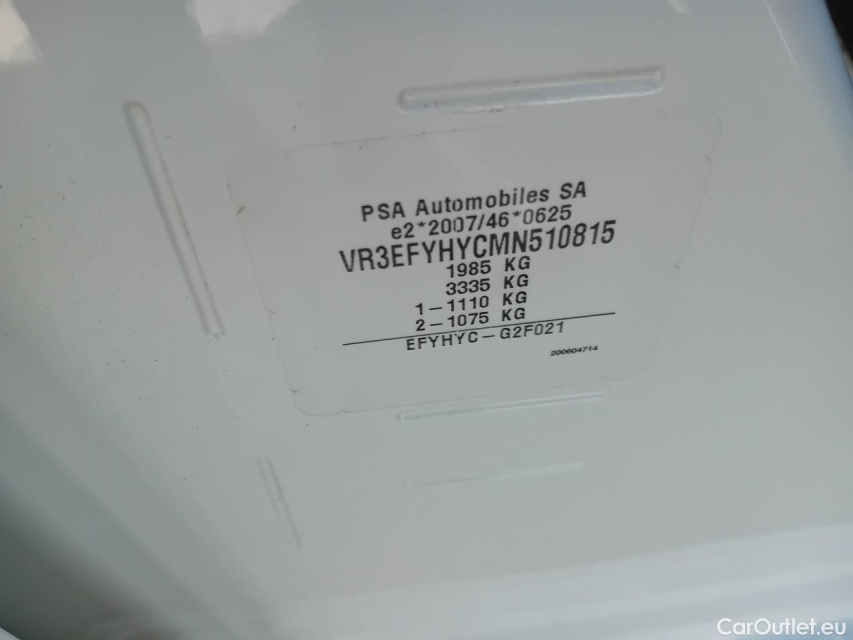 PSA Automobiles SA
e2*2007/46*0625
VR3EFYHYCMN510815
1985 KG
3335 KG
1-1110 KG
2-1075 KG
EFYHYC-G2F021
200604714
CarOutlet.eu